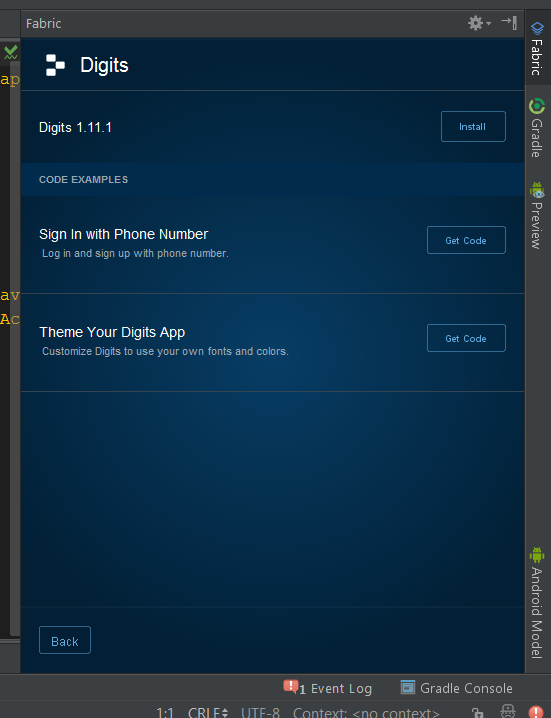 Fabric
Digits
ap
Digits 1.11.1
Install
CODE EXAMPLES
Sign In with Phone Number
Log in and sign up with phone number.
Get Code
av
Ac
Theme Your Digits App
Customize Digits to use your own fonts and colors.
Get Code
Back
Fabric
Gradle
Preview
Android Model
1 Event Log
Gradle Console
1:1 CRLF UTF-8 Context: <no context>